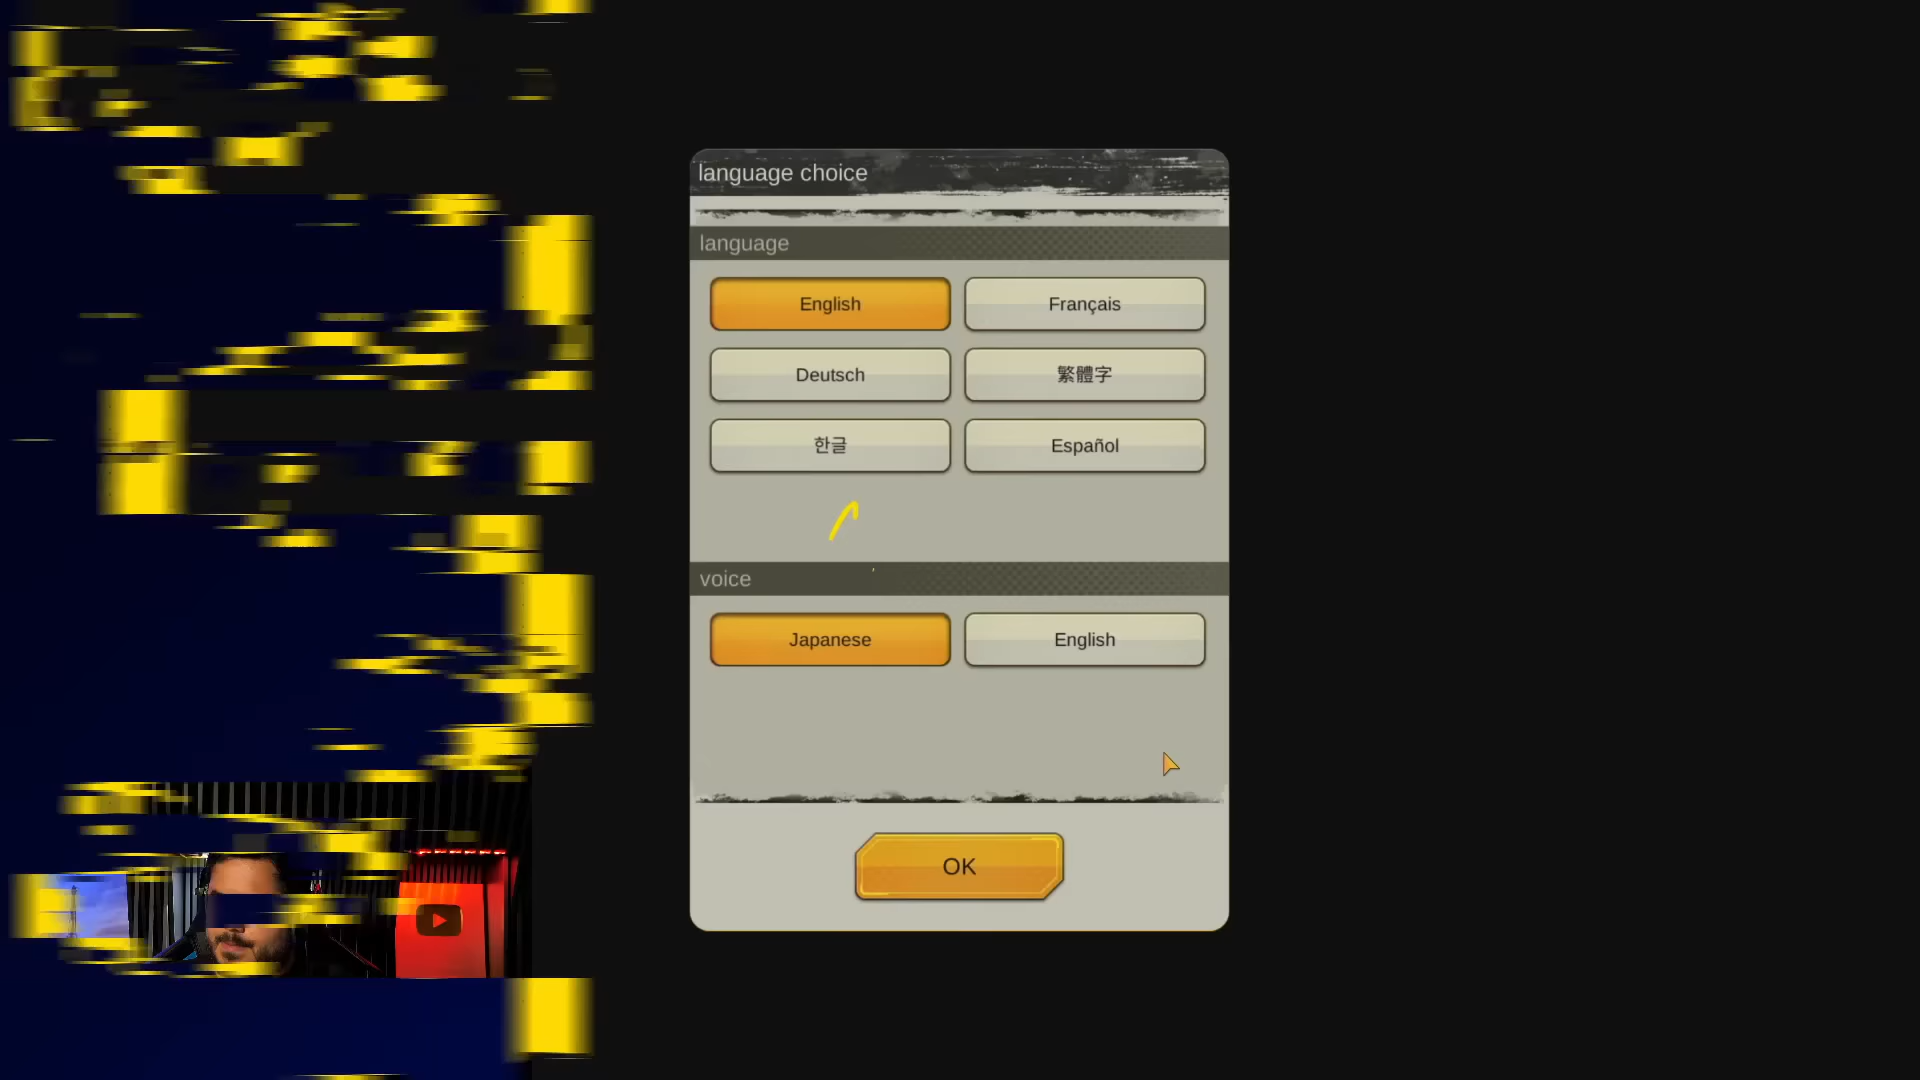 language choice
language
English
Français
Deutsch
繁體字
한글
Español
voice
Japanese
English
OK